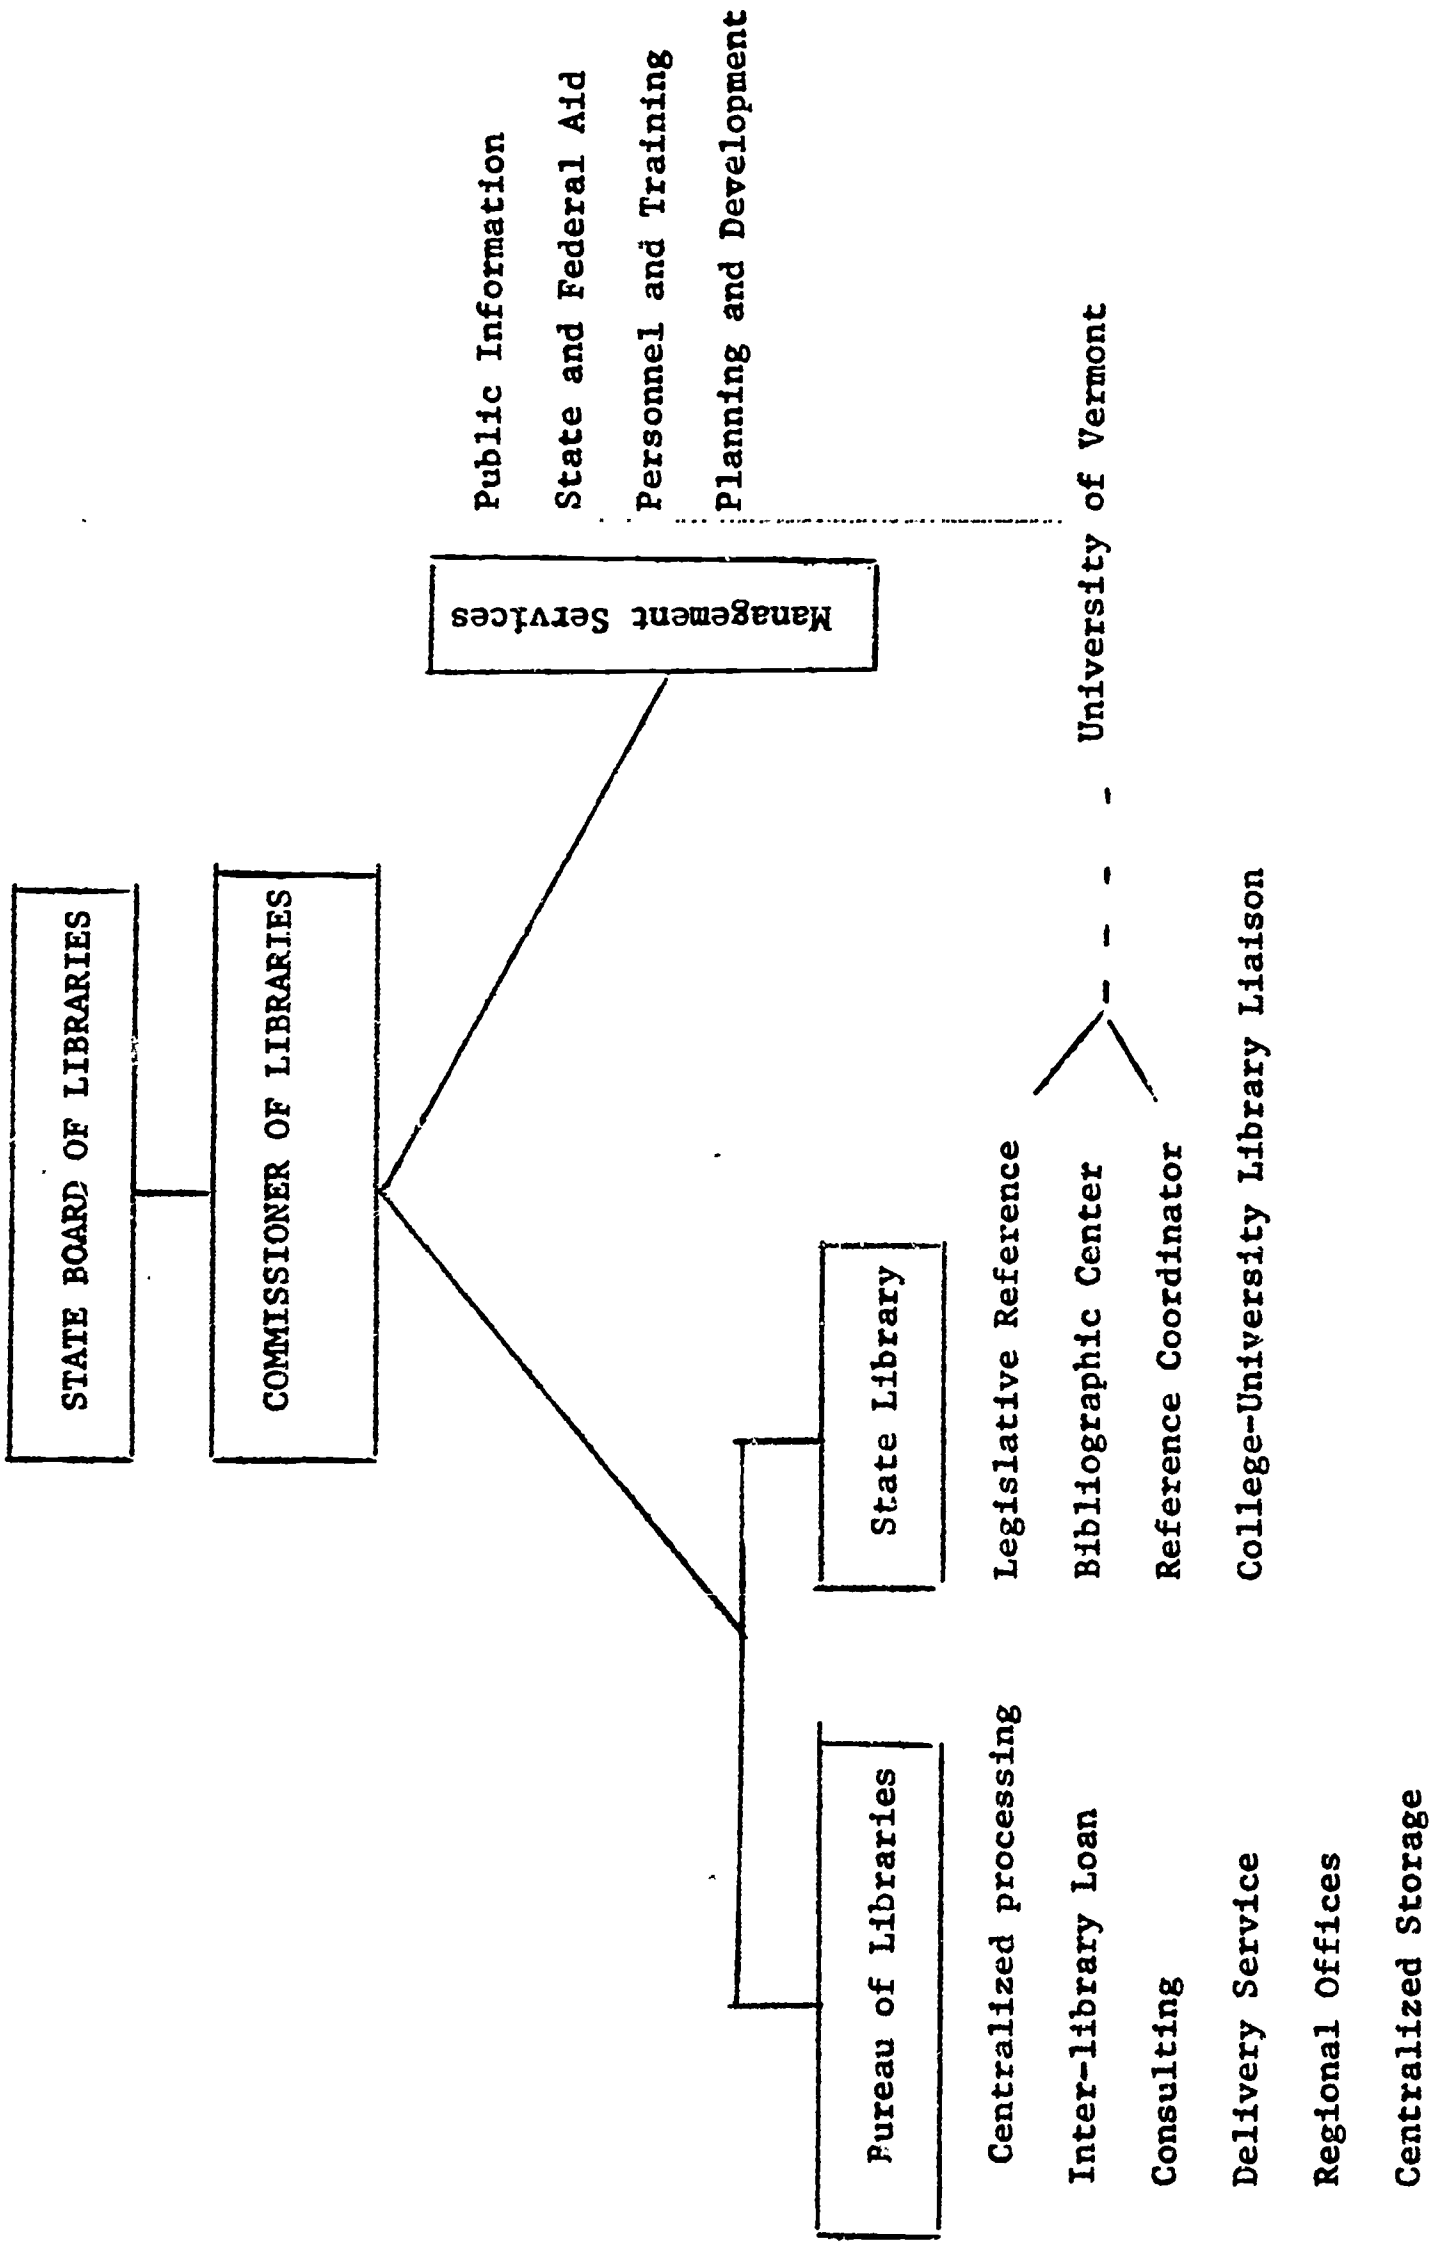 STATE BOARD OF LIBRARIES
COMMISSIONER OF LIBRARIES
Management Services
Public Information
State and Federal Aid
Personnel and Training
Planning and Development
Bureau of Libraries
Centralized processing
Inter-library Loan
Consulting
Delivery Service
Regional Offices
Centralized Storage
State Library
Legislative Reference
Bibliographic Center
Reference Coordinator
College-University Library Liaison
University of Vermont